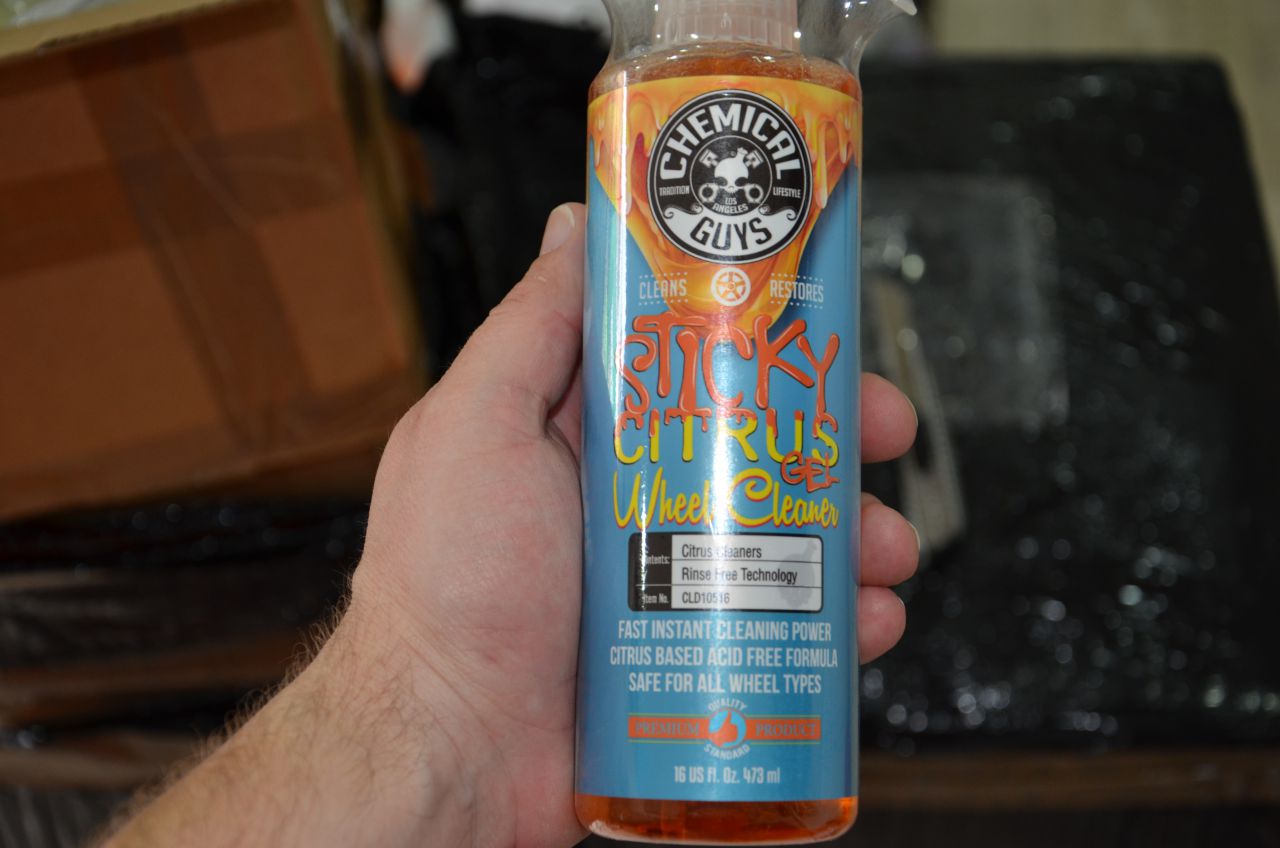 CHEMICAL
TRADITION LIFESTYLE
LOS
ANGELES
GUYS
CLEANS RESTORES
STICKY
CITRUS
GEL
Wheel Cleaner
Contents: Citrus Cleaners
Rinse Free Technology
Item No. CLD10516
FAST INSTANT CLEANING POWER
CITRUS BASED ACID FREE FORMULA
SAFE FOR ALL WHEEL TYPES
QUALITY
PREMIUM PRODUCT
STANDARD
16 US fl. Oz. 473 ml